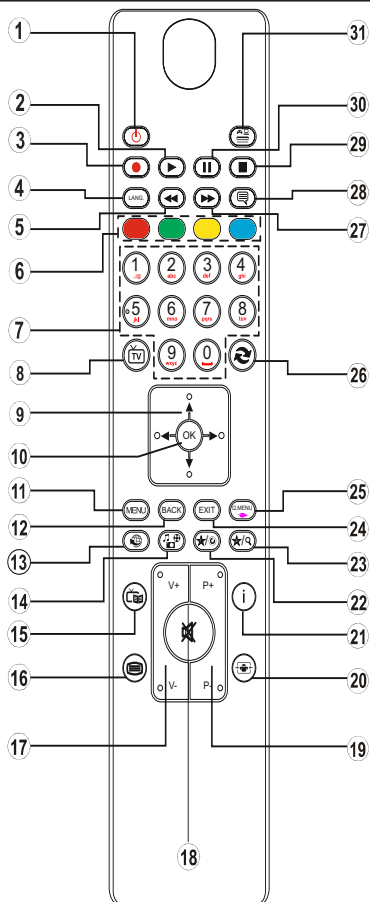 1
31
2
30
3
29
4
LANG.
28
5
27
6
1
2
abc
3
def
4
ghi
7
5
jkl
6
mno
7
pqrs
8
tuv
8
TV
9
wxyz
0
26
9
10
OK
11
MENU
BACK
EXIT
Q.MENU
25
12
24
13
23
14
22
15
V+
P+
i
21
16
20
17
V-
P-
19
18